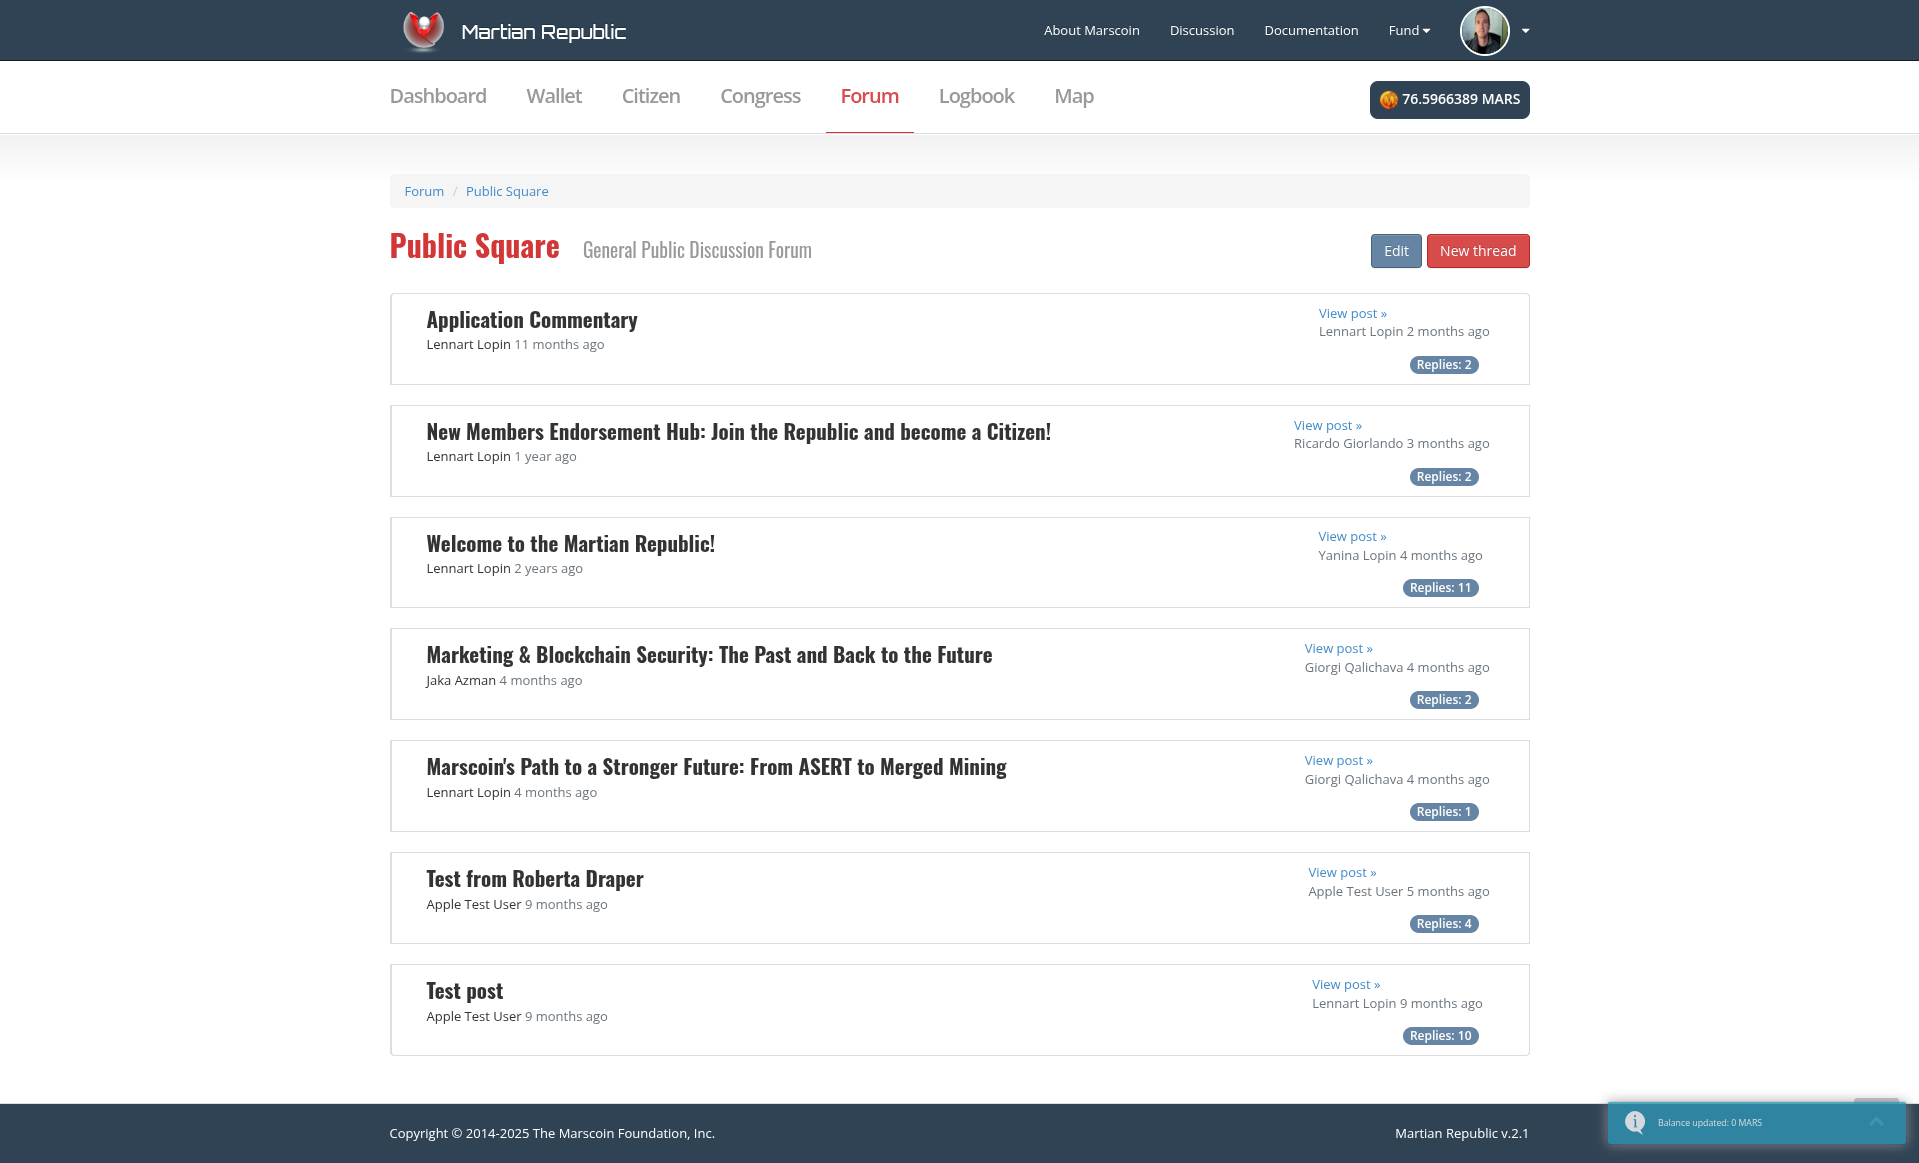 Martian Republic
About Marscoin
Discussion
Documentation
Fund
Dashboard
Wallet
Citizen
Congress
Forum
Logbook
Map
76.5966389 MARS
Forum / Public Square
Public Square General Public Discussion Forum
Edit
New thread
Application Commentary
Lennart Lopin 11 months ago
View post »
Lennart Lopin 2 months ago
Replies: 2
New Members Endorsement Hub: Join the Republic and become a Citizen!
Lennart Lopin 1 year ago
View post »
Ricardo Giorlando 3 months ago
Replies: 2
Welcome to the Martian Republic!
Lennart Lopin 2 years ago
View post »
Yanina Lopin 4 months ago
Replies: 11
Marketing & Blockchain Security: The Past and Back to the Future
Jaka Azman 4 months ago
View post »
Giorgi Qalichava 4 months ago
Replies: 2
Marscoin's Path to a Stronger Future: From ASERT to Merged Mining
Lennart Lopin 4 months ago
View post »
Giorgi Qalichava 4 months ago
Replies: 1
Test from Roberta Draper
Apple Test User 9 months ago
View post »
Apple Test User 5 months ago
Replies: 4
Test post
Apple Test User 9 months ago
View post »
Lennart Lopin 9 months ago
Replies: 10
Copyright © 2014-2025 The Marscoin Foundation, Inc.
Martian Republic v.2.1
Balance updated: 0 MARS